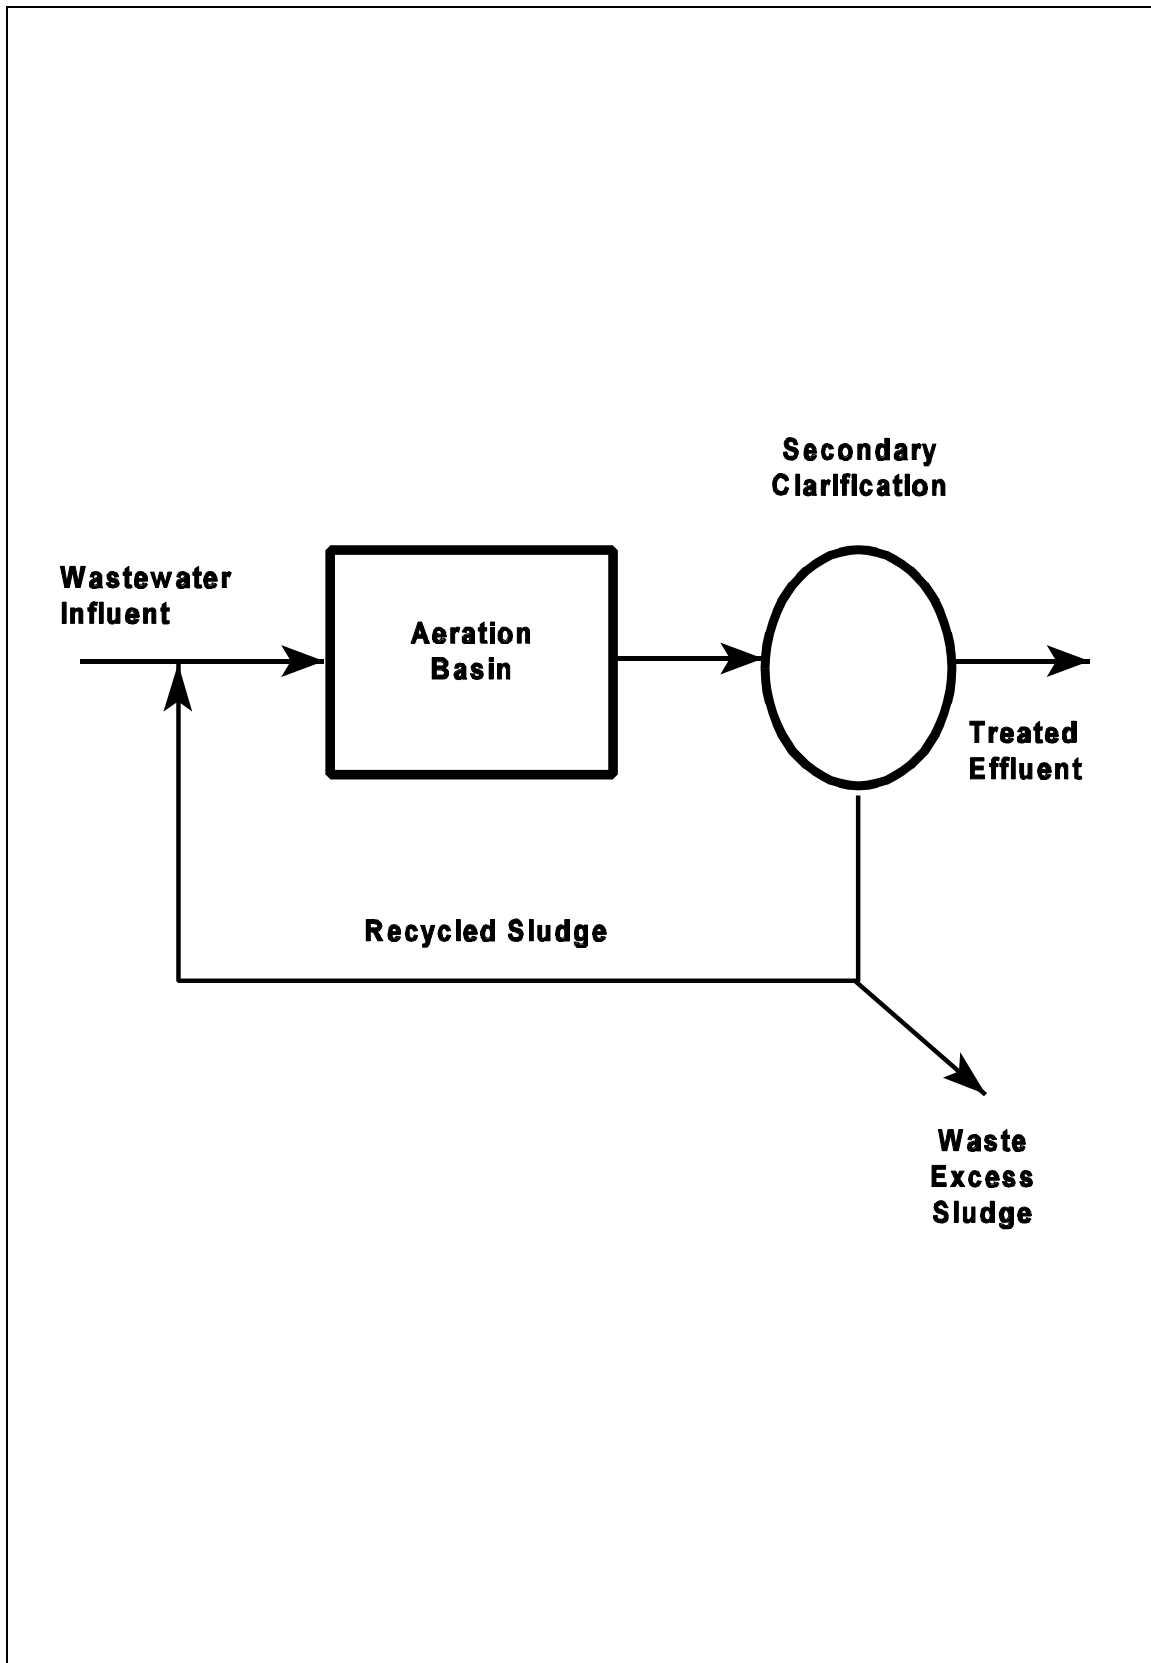 Secondary
Clarification
Wastewater
Influent
Aeration
Basin
Treated
Effluent
Recycled Sludge
Waste
Excess
Sludge